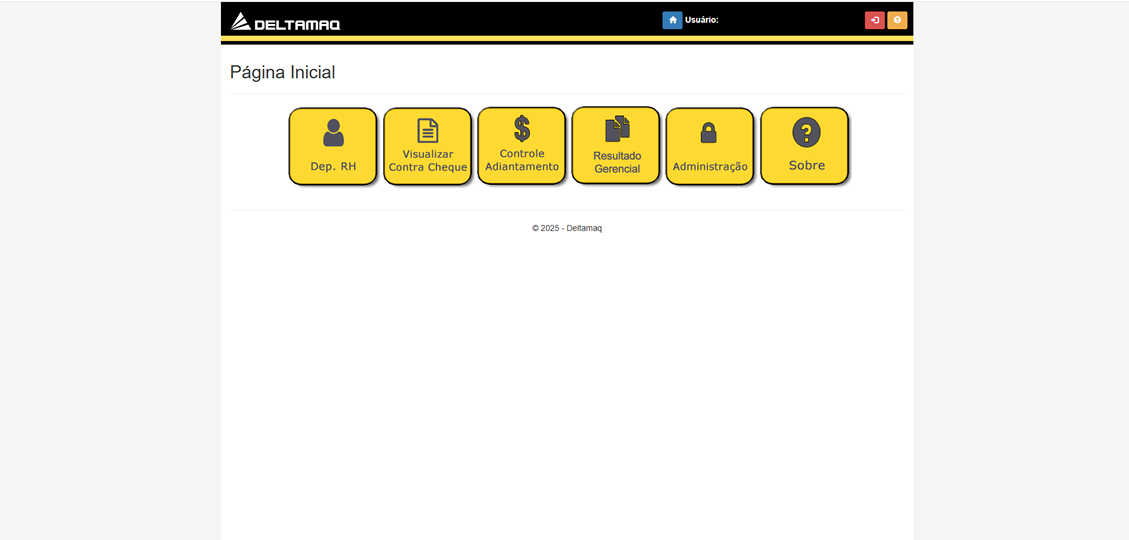 DELTAMAQ
Usuário:
Página Inicial
Dep. RH
Visualizar
Contra Cheque
Controle
Adiantamento
Resultado
Gerencial
Administração
Sobre
© 2025 - Deltamaq